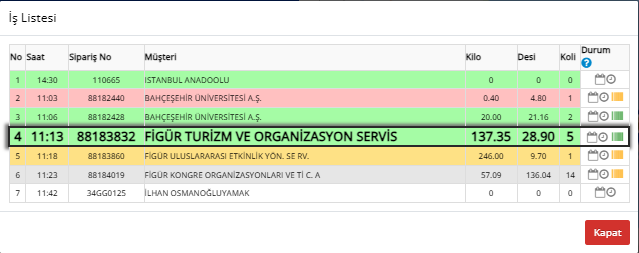 İş Listesi
No Saat Sipariş No Müşteri Kilo Desi Koli Durum
1 14:30 110665 ISTANBUL ANADOOLU 0 0 0
2 11:03 88182440 BAHÇEŞEHİR ÜNİVERSİTESİ A.Ş. 0.40 4.80 1
3 11:06 88182428 BAHÇEŞEHİR ÜNİVERSİTESİ A.Ş. 20.00 21.16 2
4 11:13 88183832 FİGÜR TURİZM VE ORGANİZASYON SERVİS 137.35 28.90 5
5 11:18 88183860 FİGÜR ULUSLARARASI ETKİNLİK YÖN. SE RV. 246.00 9.70 1
6 11:23 88184019 FİGÜR KONGRE ORGANİZASYONLARI VE Tİ C. A 57.09 136.04 14
7 11:42 34GG0125 İLHAN OSMANOĞLUYAMAK 0 0 0
Kapat